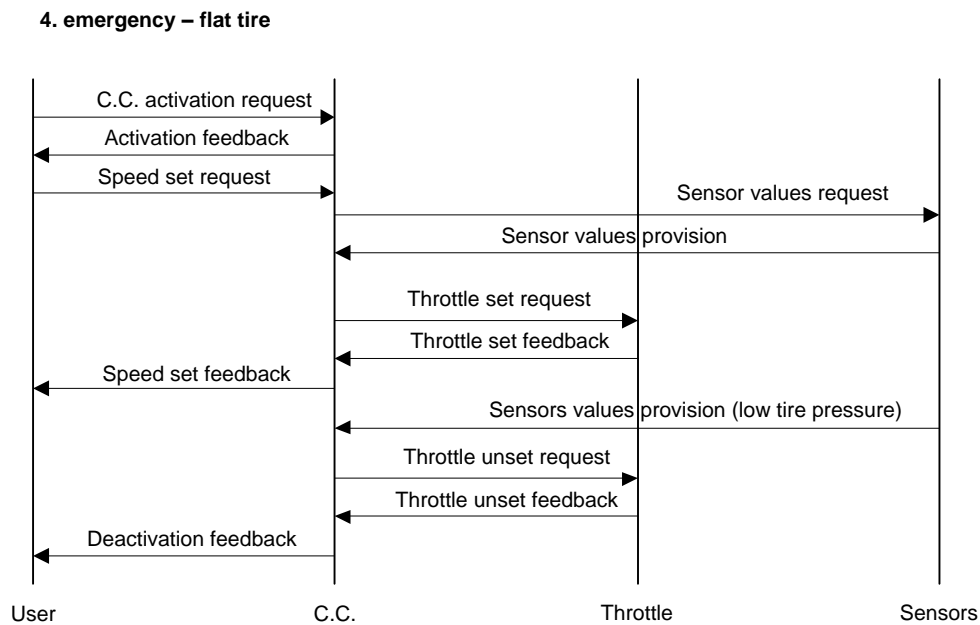 4. emergency – flat tire
C.C. activation request
Activation feedback
Speed set request
Sensor values request
Sensor values provision
Throttle set request
Throttle set feedback
Speed set feedback
Sensors values provision (low tire pressure)
Throttle unset request
Throttle unset feedback
Deactivation feedback
User C.C. Throttle Sensors